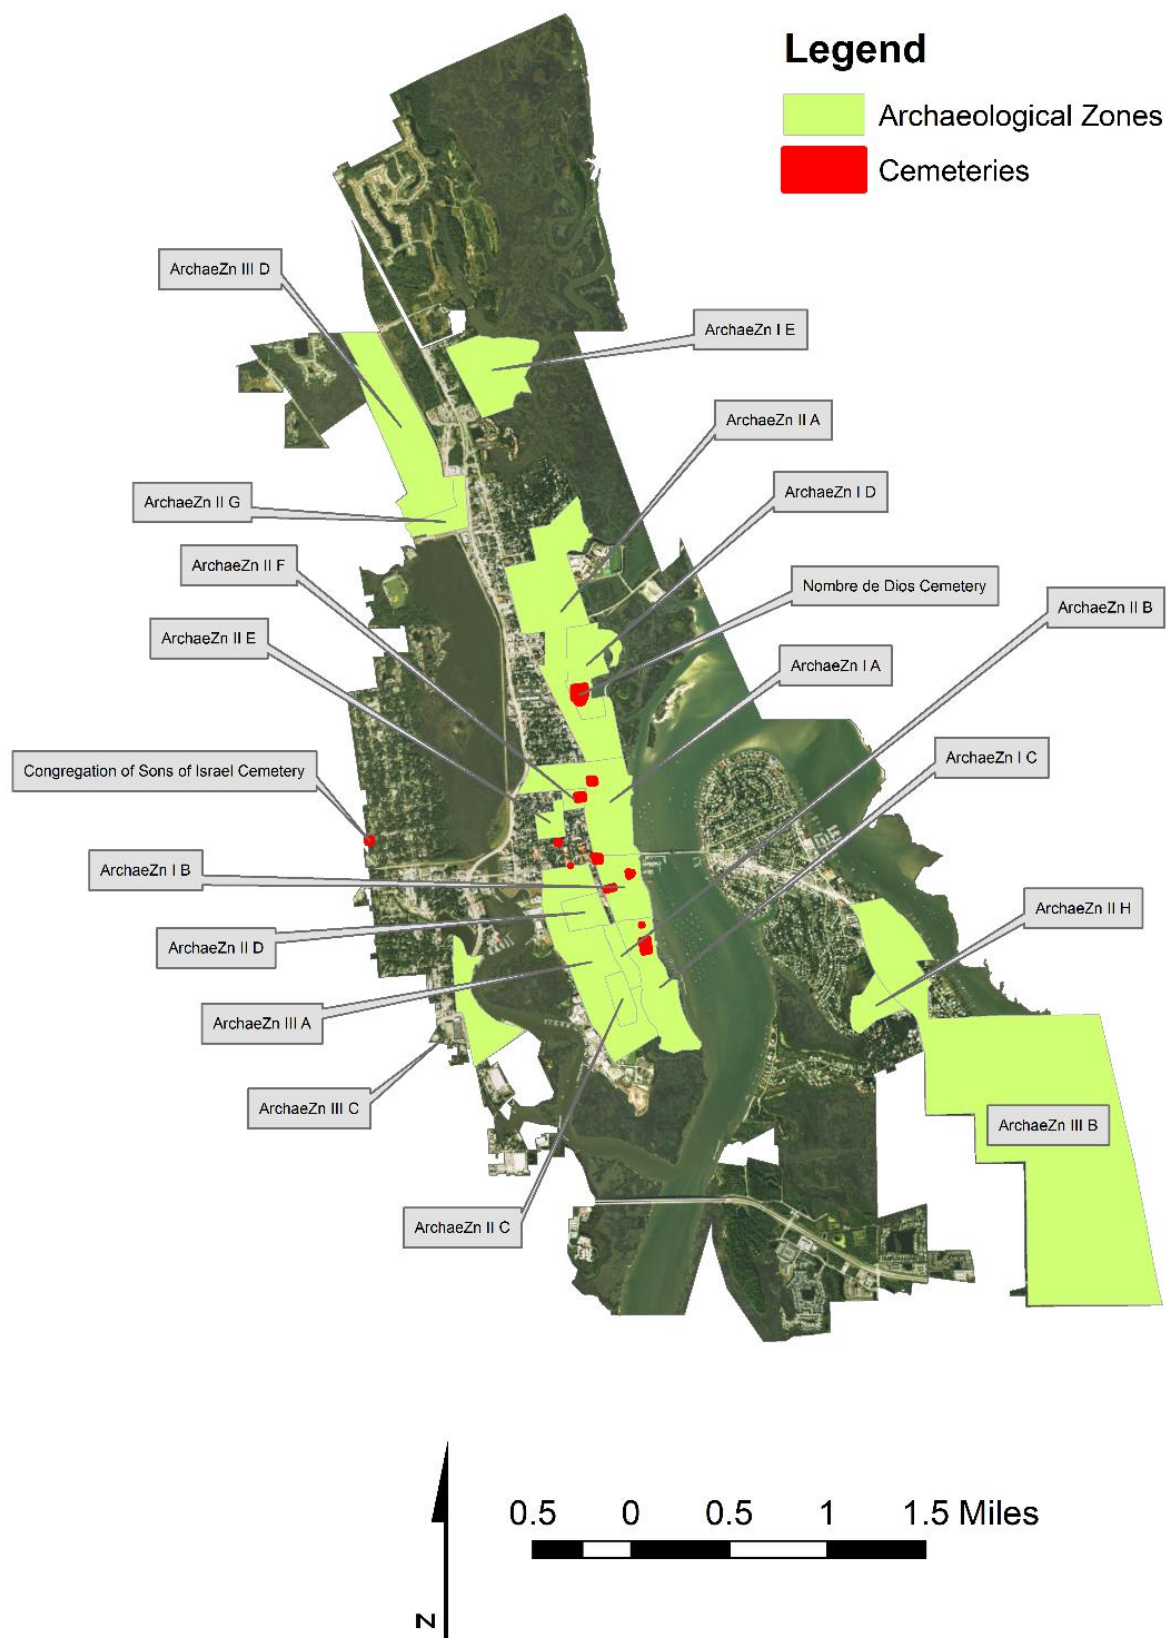 Legend
Archaeological Zones
Cemeteries
ArchaeZn III D
ArchaeZn I E
ArchaeZn II A
ArchaeZn II G
ArchaeZn I D
ArchaeZn II F
Nombre de Dios Cemetery
ArchaeZn II B
ArchaeZn II E
ArchaeZn I A
Congregation of Sons of Israel Cemetery
ArchaeZn I C
ArchaeZn I B
ArchaeZn II H
ArchaeZn II D
ArchaeZn III A
ArchaeZn III C
ArchaeZn III B
ArchaeZn II C
0.5 0 0.5 1 1.5 Miles
N